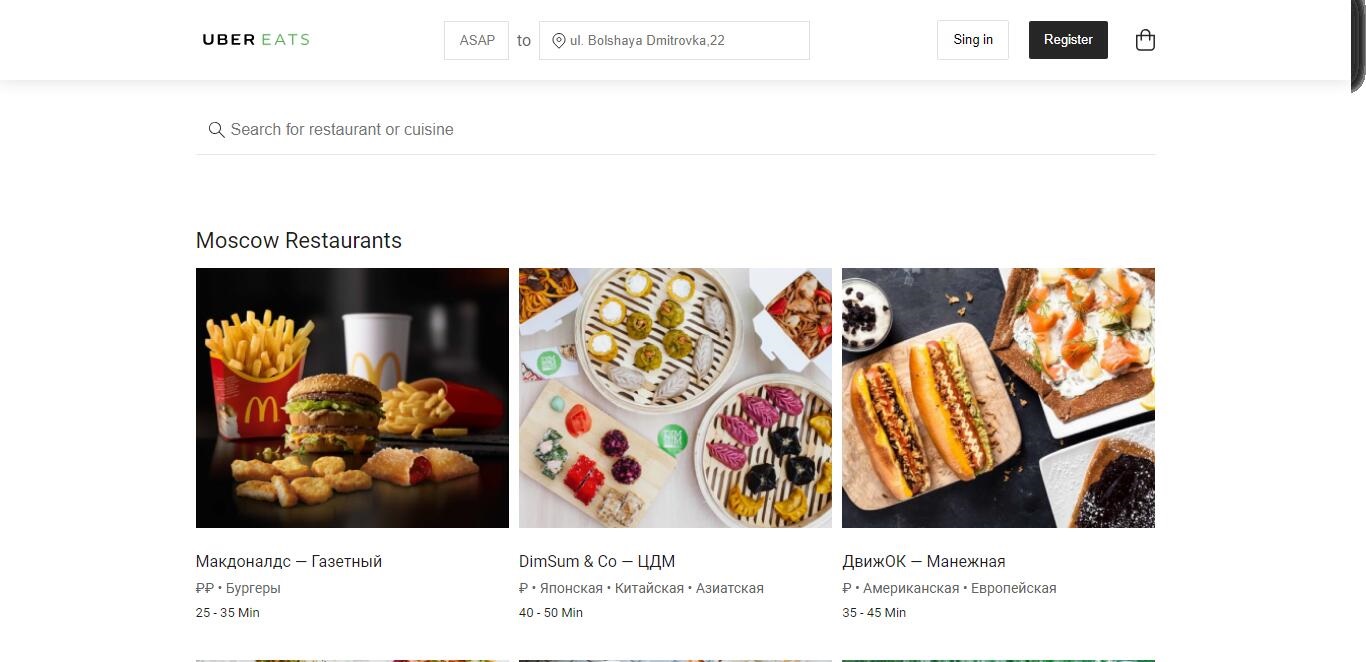 UBER EATS
ASAP to ul. Bolshaya Dmitrovka,22
Sing in
Register
Search for restaurant or cuisine
Moscow Restaurants
Макдоналдс — Газетный
₽₽ • Бургеры
25 - 35 Min
DimSum & Co — ЦДМ
₽ • Японская • Китайская • Азиатская
40 - 50 Min
ДвижОК — Манежная
₽ • Американская • Европейская
35 - 45 Min